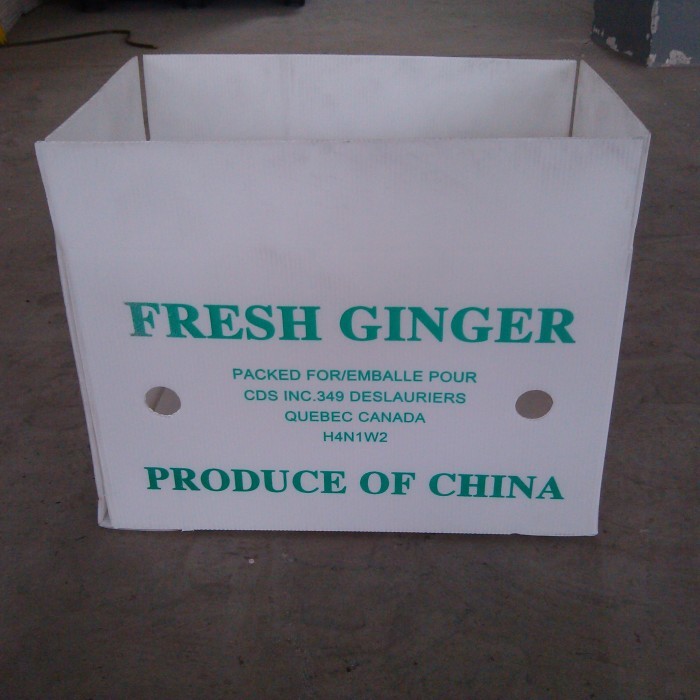 FRESH GINGER
PACKED FOR/EMBALLE POUR
CDS INC.349 DESLAURIERS
QUEBEC CANADA
H4N1W2
PRODUCE OF CHINA